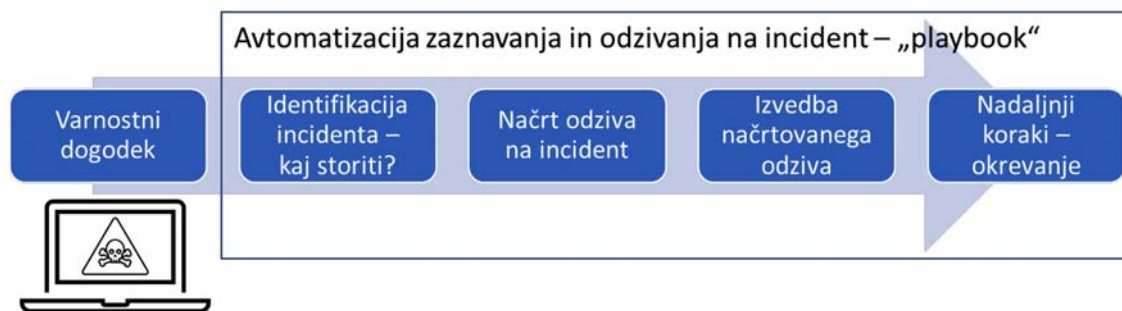 Avtomatizacija zaznavanja in odzivanja na incident – „playbook“
Varnostni
dogodek
Identifikacija
incidenta –
kaj storiti?
Načrt odziva
na incident
Izvedba
načrtovanega
odziva
Nadaljnji
koraki –
okrevanje